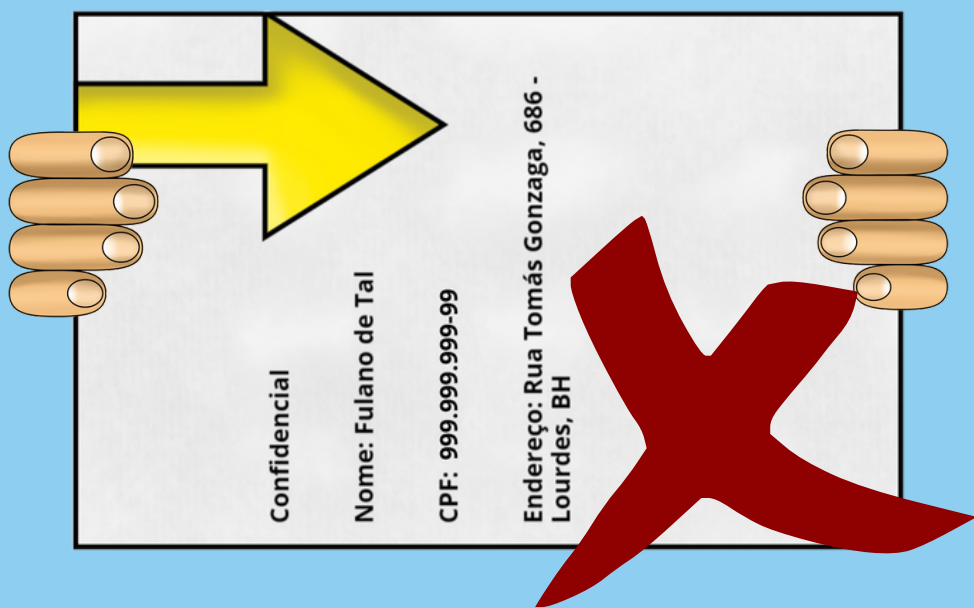 Confidencial
Nome: Fulano de Tal
CPF: 999.999.999-99
Endereço: Rua Tomás Gonzaga, 686 -
Lourdes, BH